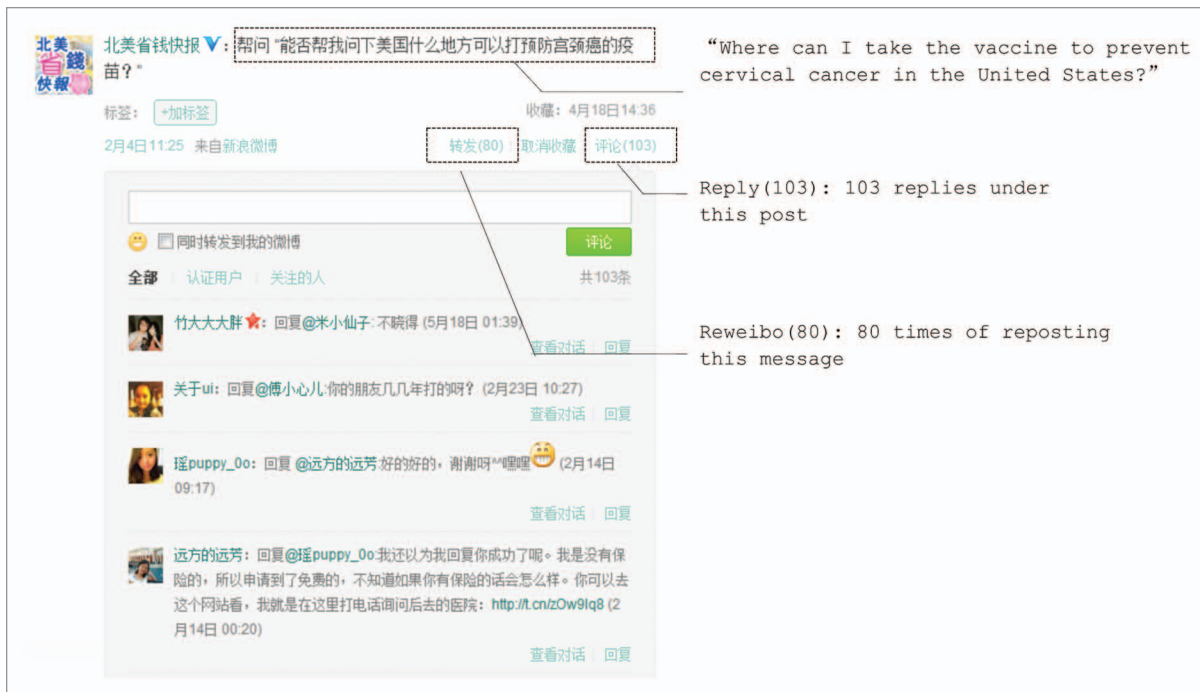 北美省錢快報
北美省钱快报V：帮问 "能否帮我问下美国什么地方可以打预防宫颈癌的疫
苗？"
标签： +加标签 收藏：4月18日14:36
2月4日11:25 来自新浪微博 转发(80) 取消收藏 评论(103)
"Where can I take the vaccine to prevent
cervical cancer in the United States?"
Reply(103): 103 replies under
this post
同时转发到我的微博 评论
全部 认证用户 关注的人 共103条
竹大大大胖：回复@米小仙子:不晓得 (5月18日 01:39)
查看对话 回复
Reweibo(80): 80 times of reposting
this message
关于ui：回复@傅小心儿:你的朋友几几年打的呀？ (2月23日 10:27)
查看对话 回复
瑶puppy_0o：回复 @远方的远芳:好的好的，谢谢呀^^嘿嘿 (2月14日
09:17)
查看对话 回复
远方的远芳：回复@瑶puppy_0o:我还以为我回复你成功了呢。我是没有保
险的，所以申请到了免费的，不知道如果你有保险的话会怎么样。你可以去
这个网站看，我就是在这里打电话询问后去的医院：http://t.cn/zOw9Iq8 (2
月14日 00:20)
查看对话 回复